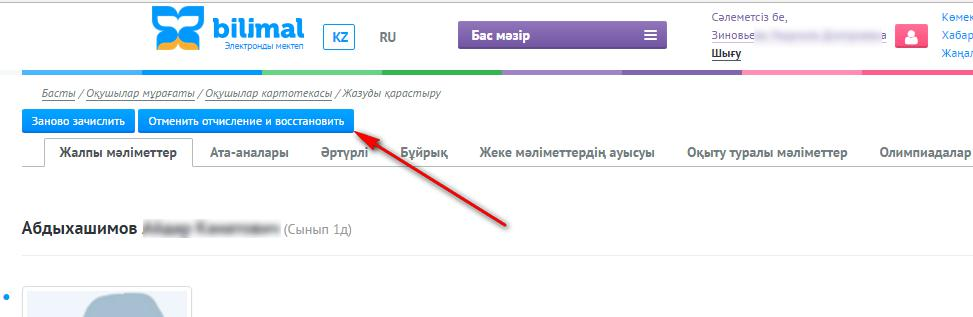 bilimal
Электронды мектеп
KZ
RU
Бас мәзір
Сәлеметсіз бе,
Зиновье
Шығу
Көмек
Хабар
Жаңал
Басты / Оқушылар мұрағаты / Оқушылар картотекасы / Жазуды қарастыру
Заново зачислить
Отменить отчисление и восстановить
Жалпы мәліметтер
Ата-аналары
Әртүрлі
Бұйрық
Жеке мәліметтердің ауысуы
Оқыту туралы мәліметтер
Олимпиадалар
Абдыхашимов (Сынып 1д)